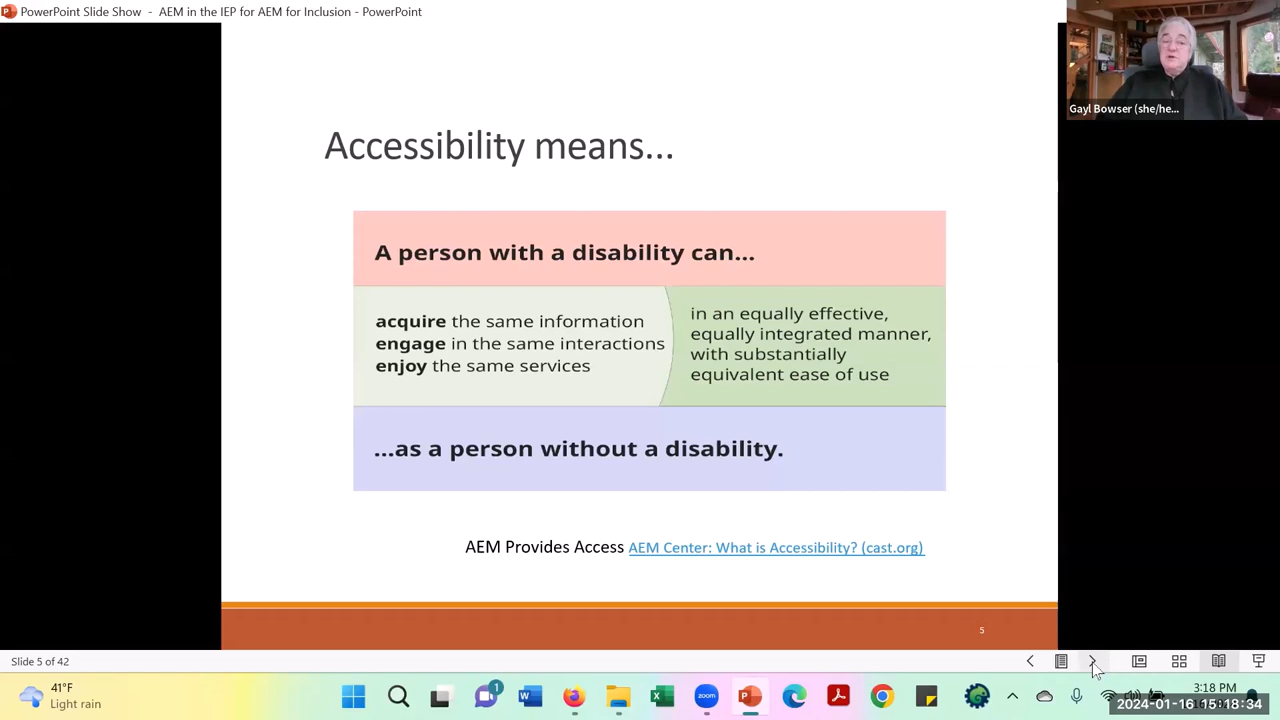 PowerPoint Slide Show - AEM in the IEP for AEM for Inclusion - PowerPoint
Gayl Bowser (she/he...
Accessibility means...
A person with a disability can...
acquire the same information
engage in the same interactions
enjoy the same services
in an equally effective,
equally integrated manner,
with substantially
equivalent ease of use
...as a person without a disability.
AEM Provides Access AEM Center: What is Accessibility? (cast.org)
5
Slide 5 of 42
41°F
Light rain
1
zoom
3:18 PM
2024-01-16 15:18:34